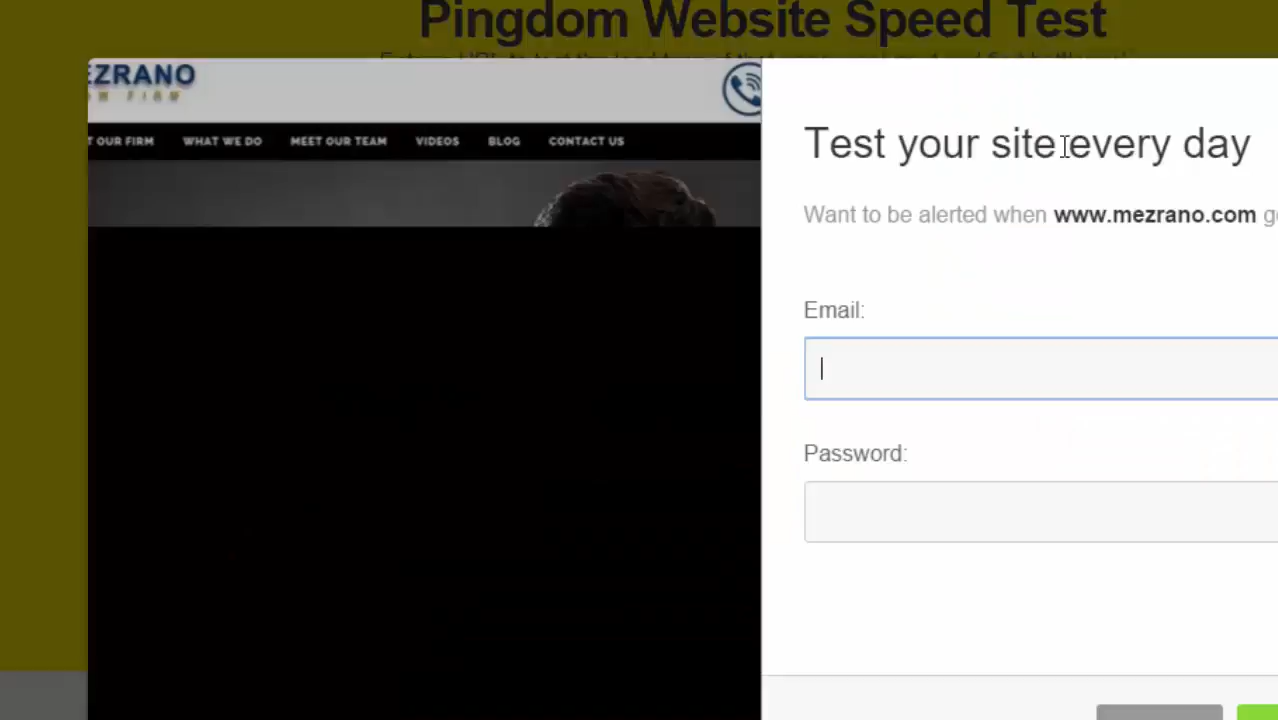 Pingdom Website Speed Test
EZRANO
W FIRM
T OUR FIRM WHAT WE DO MEET OUR TEAM VIDEOS BLOG CONTACT US
Test your site every day
Want to be alerted when www.mezrano.com
Email:
Password: